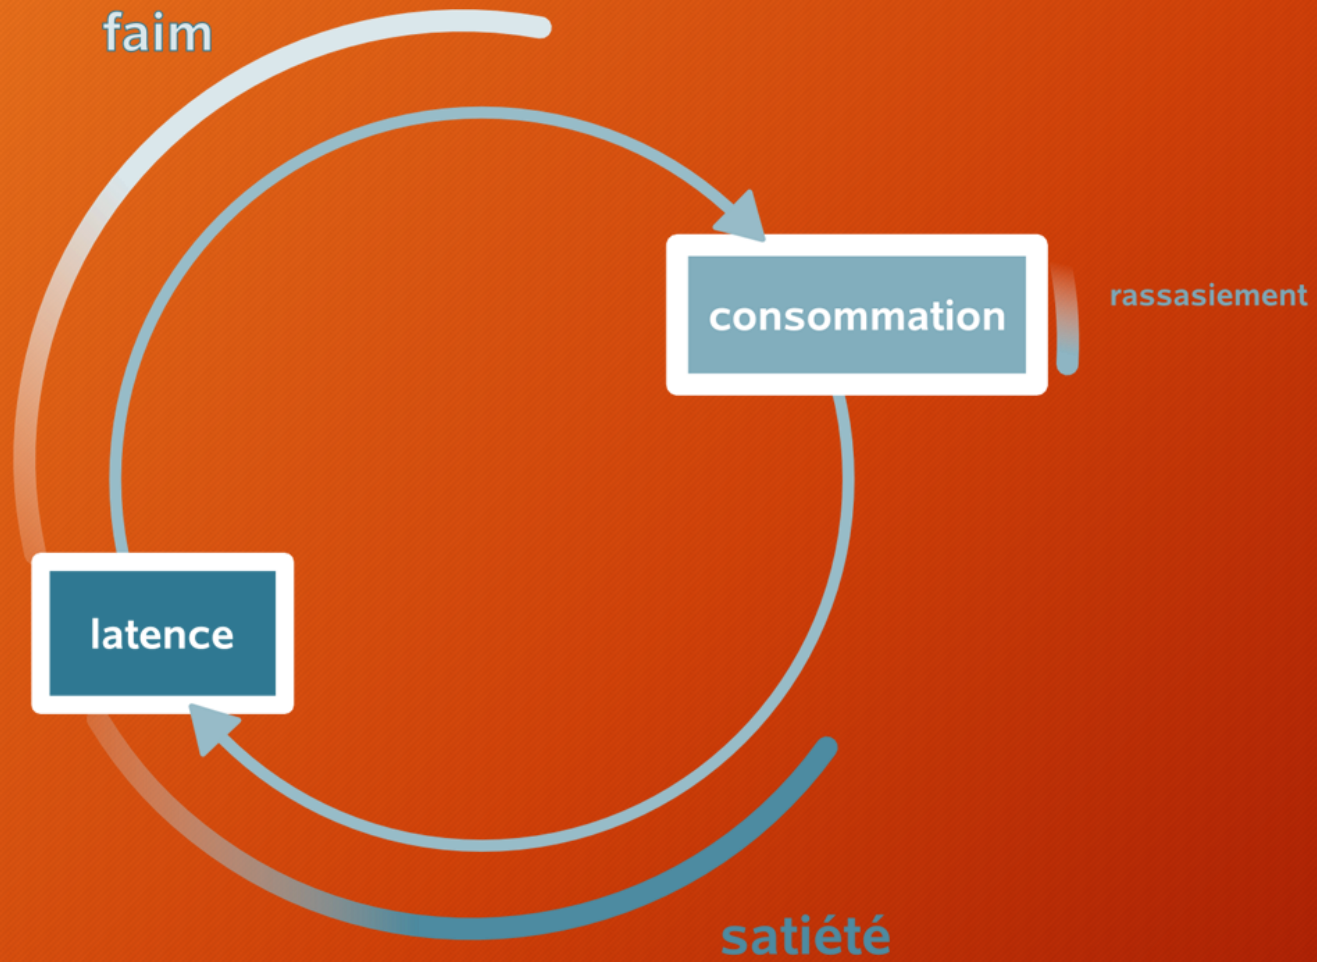 faim
consommation
rassasiement
latence
satiété